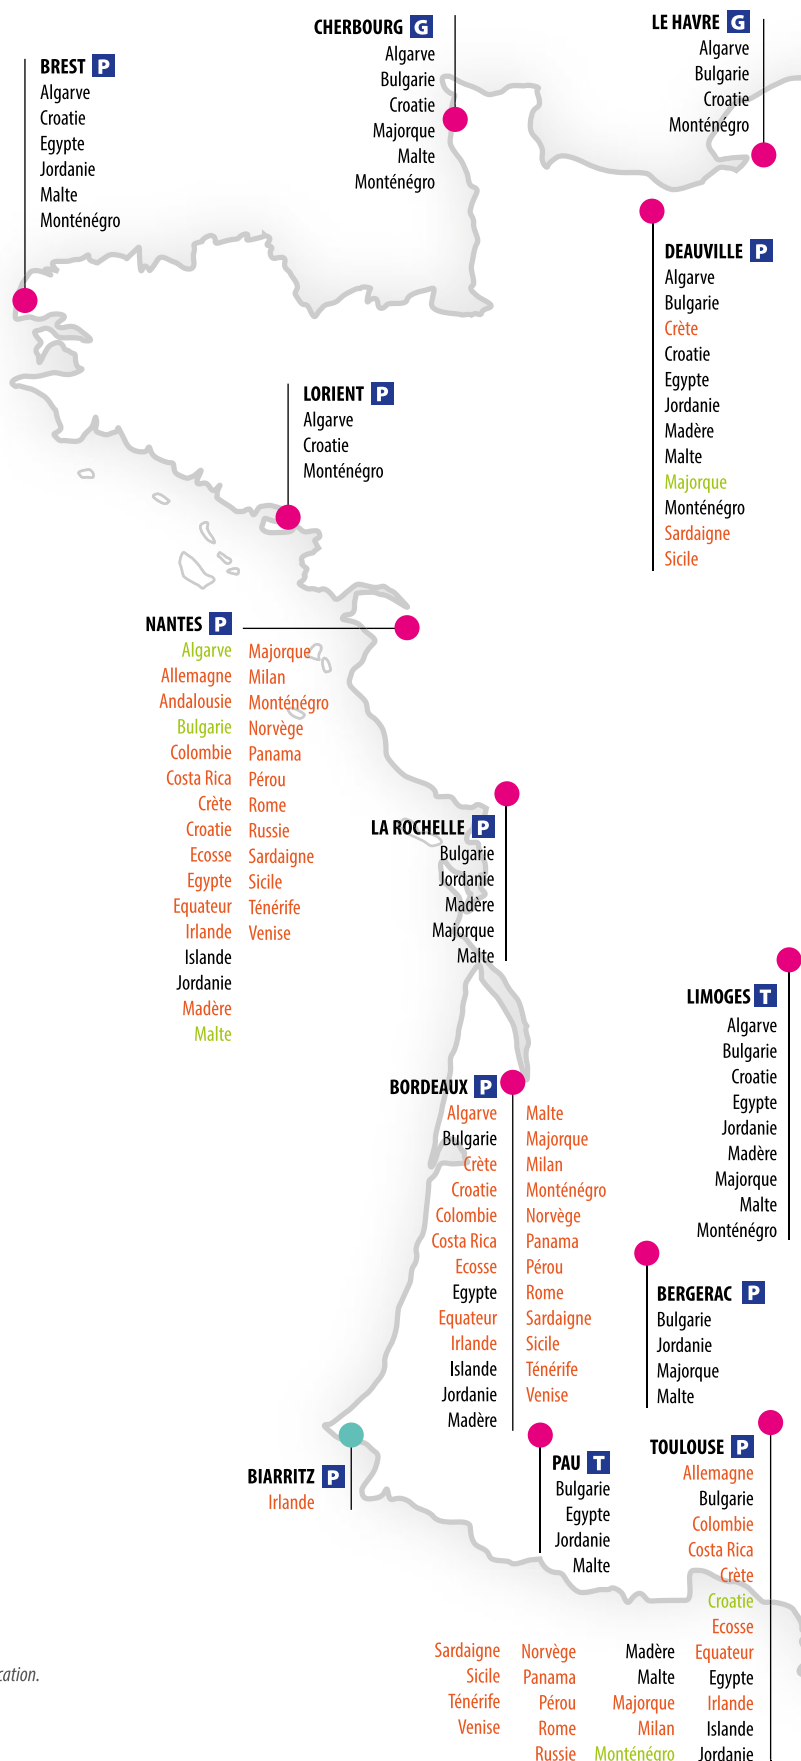 CHERBOURG G
Algarve
Bulgarie
Croatie
Majorque
Malte
Monténégro
LE HAVRE G
Algarve
Bulgarie
Croatie
Monténégro
BREST P
Algarve
Croatie
Egypte
Jordanie
Malte
Monténégro
DEAUVILLE P
Algarve
Bulgarie
Crète
Croatie
Egypte
Jordanie
Madère
Malte
Majorque
Monténégro
Sardaigne
Sicile
LORIENT P
Algarve
Croatie
Monténégro
NANTES P
Algarve
Allemagne
Andalousie
Bulgarie
Colombie
Costa Rica
Crète
Croatie
Ecosse
Egypte
Equateur
Irlande
Islande
Jordanie
Madère
Malte
Majorque
Milan
Monténégro
Norvège
Panama
Pérou
Rome
Russie
Sardaigne
Sicile
Ténérife
Venise
LA ROCHELLE P
Bulgarie
Jordanie
Madère
Majorque
Malte
LIMOGES T
Algarve
Bulgarie
Croatie
Egypte
Jordanie
Madère
Majorque
Malte
Monténégro
BORDEAUX P
Algarve
Bulgarie
Crète
Croatie
Colombie
Costa Rica
Ecosse
Egypte
Equateur
Irlande
Islande
Jordanie
Madère
Malte
Majorque
Milan
Monténégro
Norvège
Panama
Pérou
Rome
Sardaigne
Sicile
Ténérife
Venise
BERGERAC P
Bulgarie
Jordanie
Majorque
Malte
BIARRITZ P
Irlande
PAU T
Bulgarie
Egypte
Jordanie
Malte
TOULOUSE P
Allemagne
Bulgarie
Colombie
Costa Rica
Crète
Croatie
Ecosse
Equateur
Egypte
Irlande
Islande
Jordanie
Madère
Malte
Majorque
Milan
Monténégro
Norvège
Panama
Pérou
Rome
Russie
Sardaigne
Sicile
Ténérife
Venise
cation.